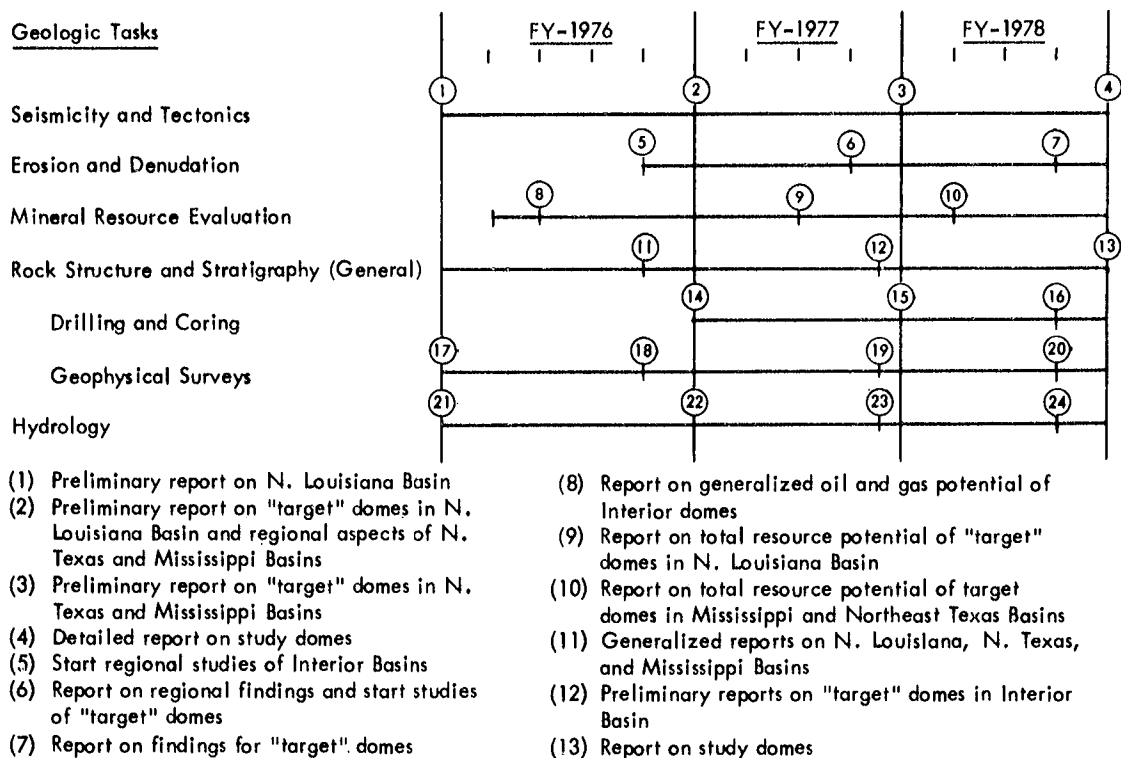 Geologic Tasks
FY-1976
FY-1977
FY-1978
1
2
3
4
Seismicity and Tectonics
5
6
7
Erosion and Denudation
8
9
10
Mineral Resource Evaluation
11
12
13
Rock Structure and Stratigraphy (General)
14
15
16
Drilling and Coring
17
18
19
20
Geophysical Surveys
21
22
23
24
Hydrology
(1) Preliminary report on N. Louisiana Basin
(2) Preliminary report on "target" domes in N.
Louisiana Basin and regional aspects of N.
Texas and Mississippi Basins
(3) Preliminary report on "target" domes in N.
Texas and Mississippi Basins
(4) Detailed report on study domes
(5) Start regional studies of Interior Basins
(6) Report on regional findings and start studies
of "target" domes
(7) Report on findings for "target". domes
(8) Report on generalized oil and gas potential of
Interior domes
(9) Report on total resource potential of "target"
domes in N. Louisiana Basin
(10) Report on total resource potential of target
domes in Mississippi and Northeast Texas Basins
(11) Generalized reports on N. Louisiana, N. Texas,
and Mississippi Basins
(12) Preliminary reports on "target" domes in Interior
Basin
(13) Report on study domes